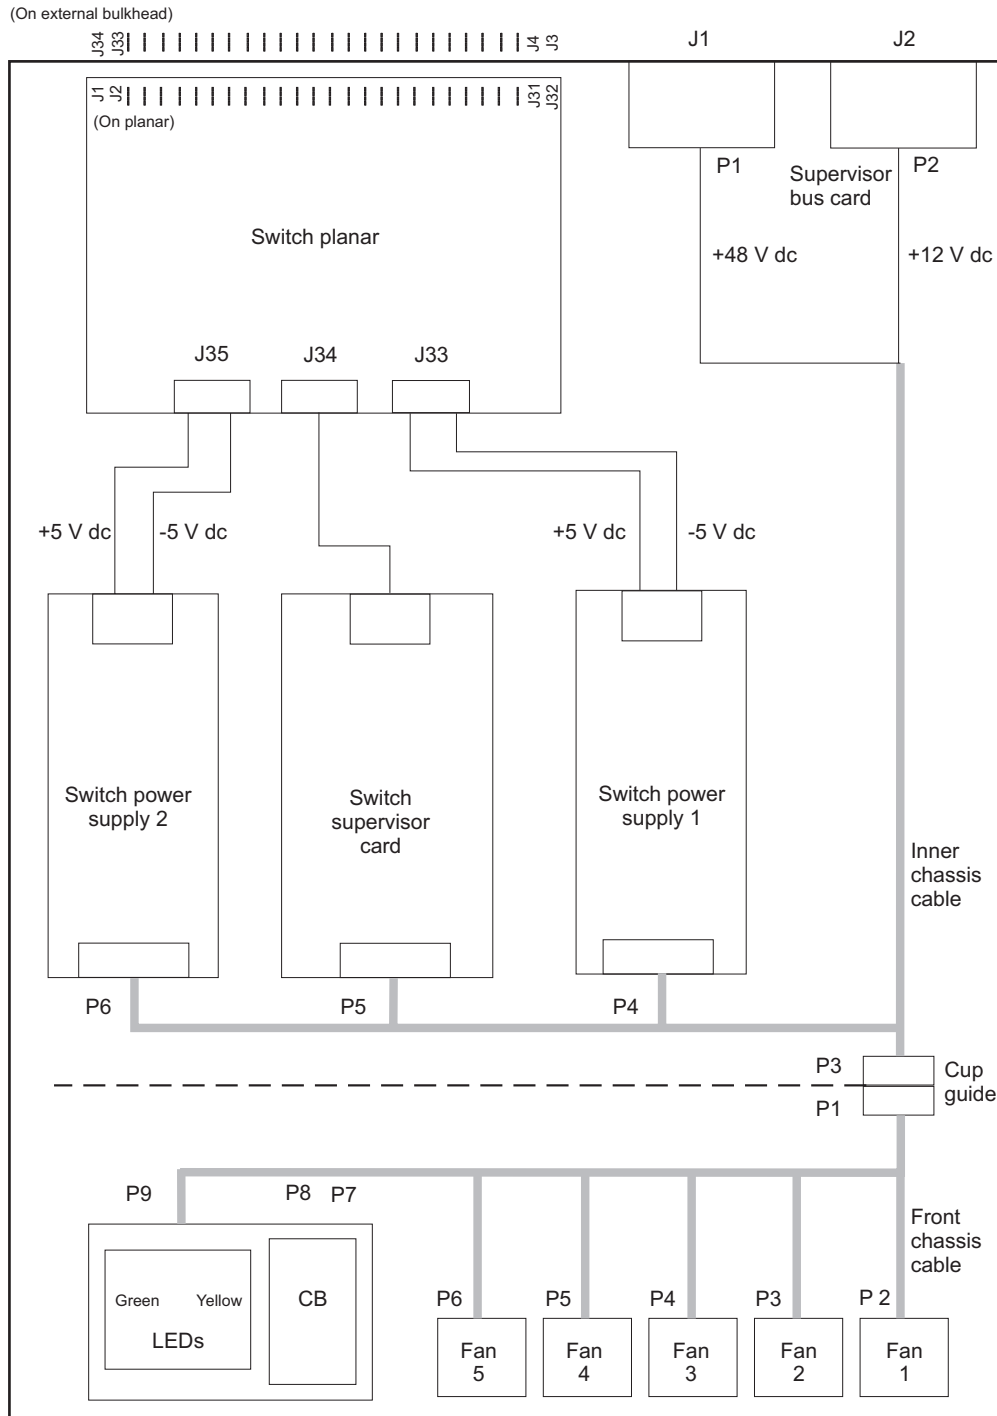 (On external bulkhead)
J34 J33 J4 J3 J1 J2
J1 J2 J31 J32
(On planar)
P1 Supervisor bus card P2
Switch planar
+48 V dc +12 V dc
J35 J34 J33
+5 V dc -5 V dc +5 V dc -5 V dc
Switch power
supply 2
Switch
supervisor
card
Switch power
supply 1
Inner
chassis
cable
P6 P5 P4
P3 Cup
guide
P1
P9 P8 P7
Front
chassis
cable
Green Yellow
LEDs
CB
P6 P5 P4 P3 P 2
Fan
5
Fan
4
Fan
3
Fan
2
Fan
1